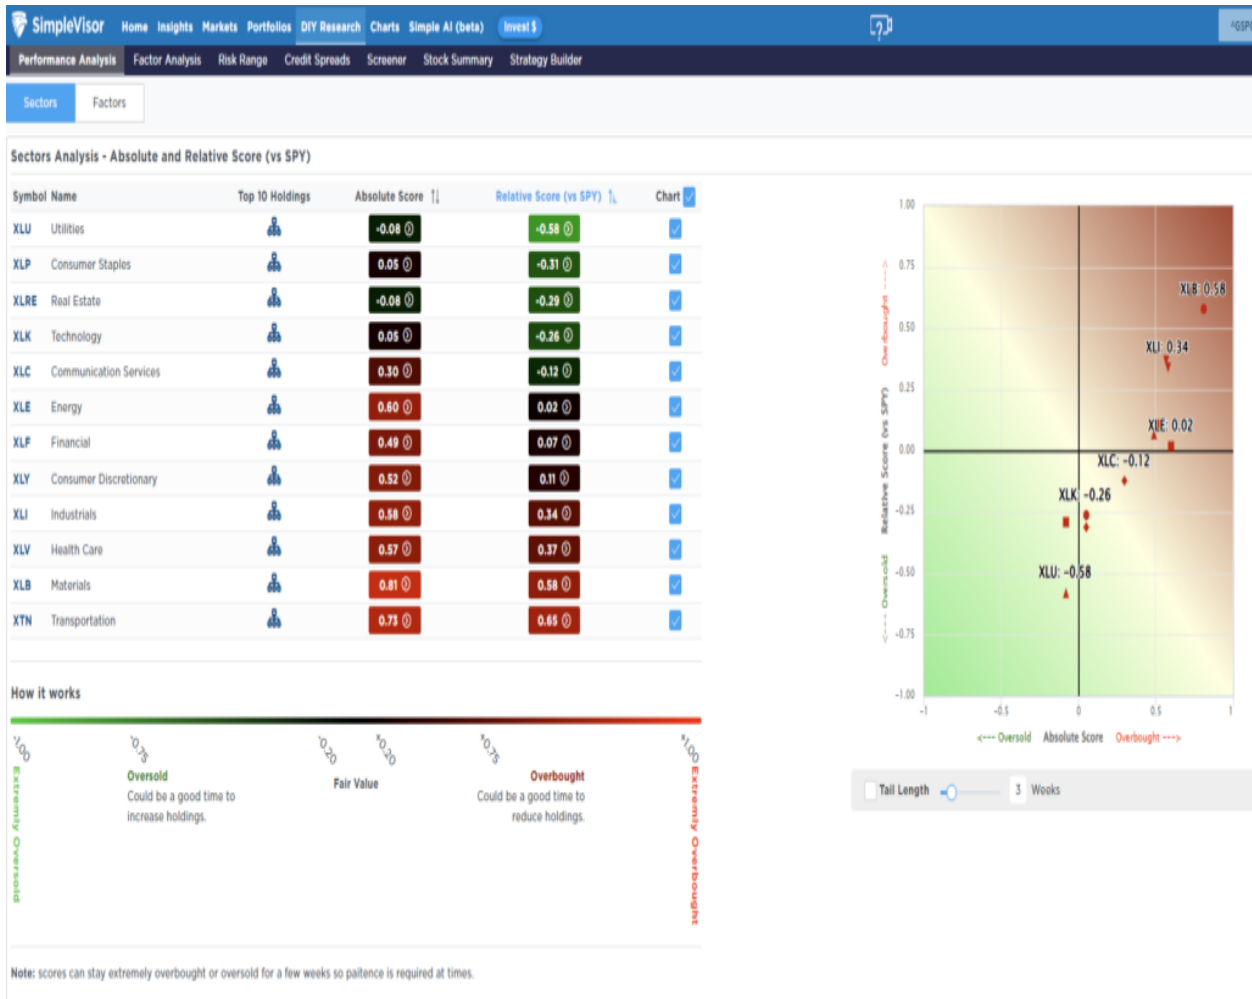 SimpleVisor Home Insights Markets Portfolios DIY Research Charts Simple AI (beta) Invest $
Performance Analysis Factor Analysis Risk Range Credit Spreads Screener Stock Summary Strategy Builder
Sectors Factors
Sectors Analysis - Absolute and Relative Score (vs SPY)
Symbol Name Top 10 Holdings Absolute Score Relative Score (vs SPY) Chart
XLU Utilities -0.08 -0.58
XLP Consumer Staples 0.05 -0.31
XLRE Real Estate -0.08 -0.29
XLK Technology 0.05 -0.26
XLC Communication Services 0.30 -0.12
XLE Energy 0.60 0.02
XLF Financial 0.49 0.07
XLY Consumer Discretionary 0.52 0.11
XLI Industrials 0.58 0.34
XLV Health Care 0.57 0.37
XLB Materials 0.81 0.58
XTN Transportation 0.73 0.65
How it works
-1.00 -0.75 -0.20 +0.20 +0.75 +1.00
Extremily Oversold
Oversold
Could be a good time to
increase holdings.
Fair Value
Overbought
Could be a good time to
reduce holdings.
Extremily Overbought
Note: scores can stay extremely overbought or oversold for a few weeks so paitence is required at times.
<--- Oversold Relative Score (vs SPY) Overbought --->
1.00
0.75
0.50
0.25
0.00
-0.25
-0.50
-0.75
-1.00
XLB: 0.58
XLI: 0.34
XLE: 0.02
XLC: -0.12
XLK: -0.26
XLU: -0.58
-1 -0.5 0 0.5 1
<--- Oversold Absolute Score Overbought --->
Tail Length 3 Weeks